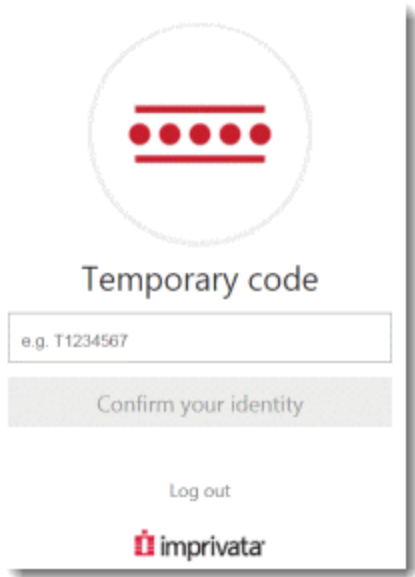 Temporary code
e.g. T1234567
Confirm your identity
Log out
imprivata